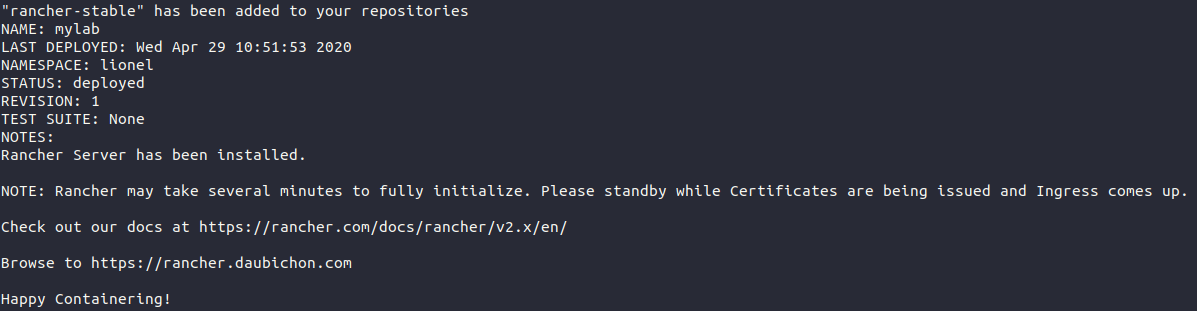 "rancher-stable" has been added to your repositories
NAME: mylab
LAST DEPLOYED: Wed Apr 29 10:51:53 2020
NAMESPACE: lionel
STATUS: deployed
REVISION: 1
TEST SUITE: None
NOTES:
Rancher Server has been installed.
NOTE: Rancher may take several minutes to fully initialize. Please standby while Certificates are being issued and Ingress comes up.
Check out our docs at https://rancher.com/docs/rancher/v2.x/en/
Browse to https://rancher.daubichon.com
Happy Containering!